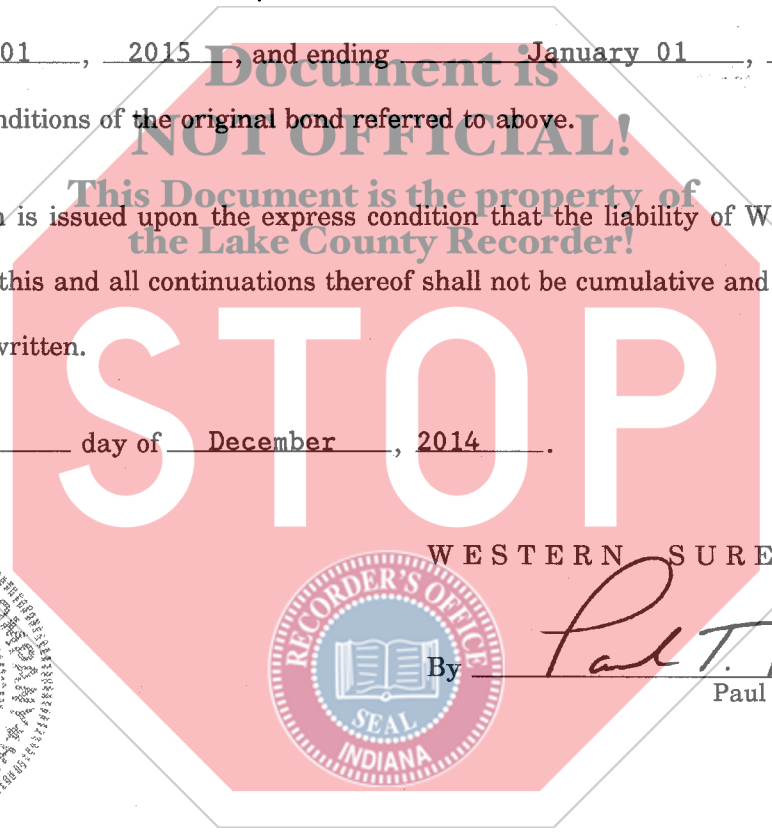 01 , 2015 , and ending January 01 ,
Document is
nditions of the original bond referred to above.
NOT OFFICIAL!
This Document is the property of
is issued upon the express condition that the liability of W
the Lake County Recorder!
this and all continuations thereof shall not be cumulative and
written.
STOP
day of December , 2014 .
WESTERN SURE
RECORDER'S OFFICE
By Paul T.
Paul
SEAL
INDIANA